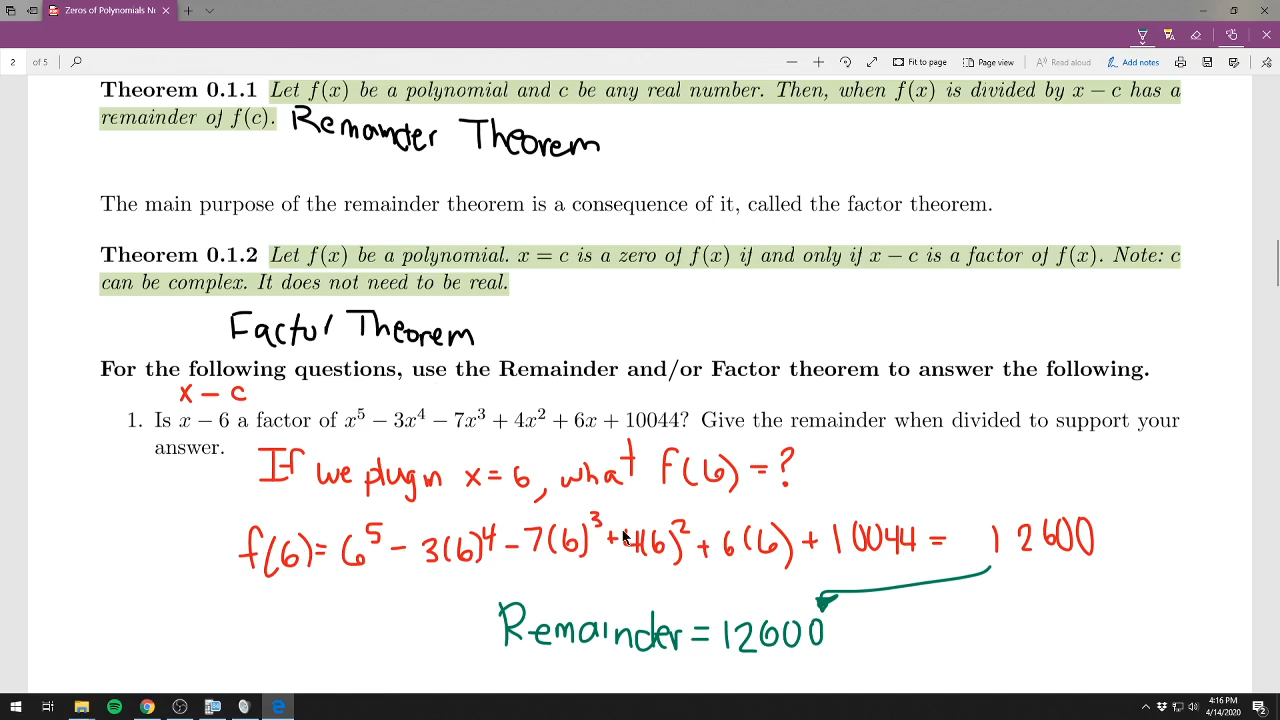 Zeros of Polynomials No
2 of 5
Fit to page
Page view
Read aloud
Add notes
Theorem 0.1.1 Let f(x) be a polynomial and c be any real number. Then, when f(x) is divided by x − c has a
remainder of f(c). Remainder Theorem
The main purpose of the remainder theorem is a consequence of it, called the factor theorem.
Theorem 0.1.2 Let f(x) be a polynomial. x = c is a zero of f(x) if and only if x − c is a factor of f(x). Note: c
can be complex. It does not need to be real.
Factor Theorem
For the following questions, use the Remainder and/or Factor theorem to answer the following.
x − c
1. Is x − 6 a factor of x⁵ − 3x⁴ − 7x³ + 4x² + 6x + 10044? Give the remainder when divided to support your
answer.
If we plug in x = 6, what f(6) = ?
f(6) = 6⁵ − 3(6)⁴ − 7(6)³ + 4(6)² + 6(6) + 10044 = 12600
Remainder = 12600
4:16 PM
4/14/2020